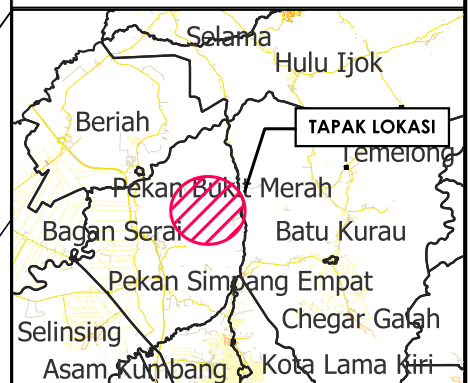 Selama
Hulu Ijok
Beriah
TAPAK LOKASI
Temelong
Pekan Bukit Merah
Bagan Serai
Batu Kurau
Pekan Simpang Empat
Chegar Galah
Selinsing
Asam Kumbang
Kota Lama Kiri